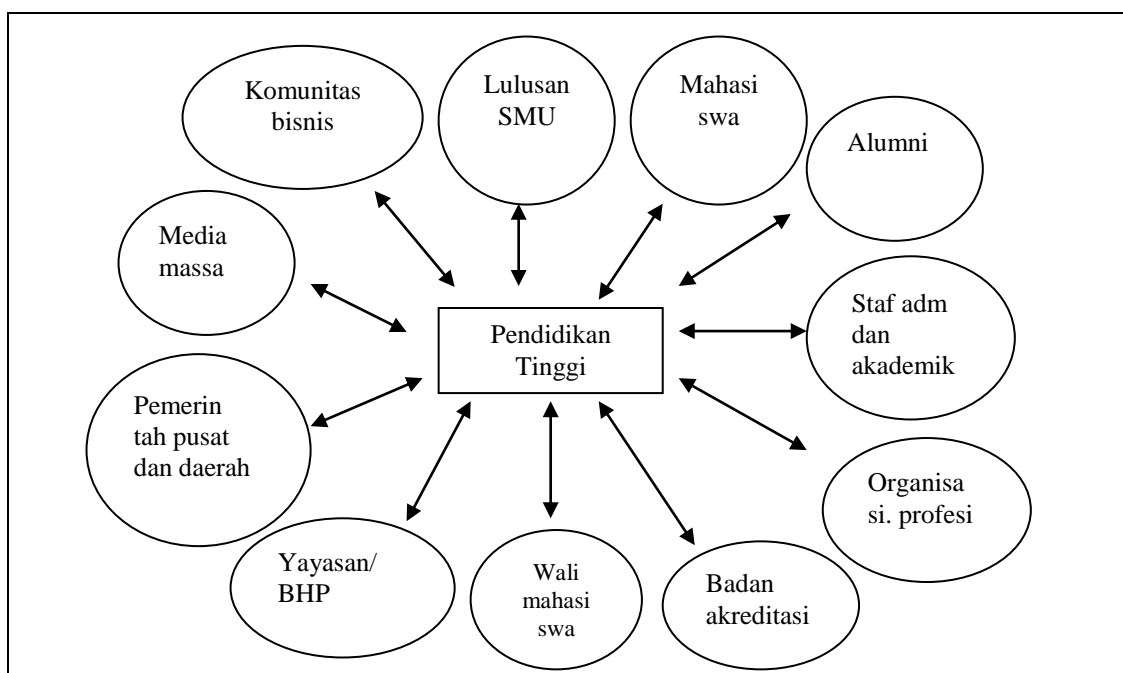 Komunitas
bisnis
Lulusan
SMU
Mahasi
swa
Alumni
Media
massa
Pendidikan
Tinggi
Staf adm
dan
akademik
Pemerin
tah pusat
dan daerah
Organisa
si. profesi
Yayasan/
BHP
Wali
mahasi
swa
Badan
akreditasi